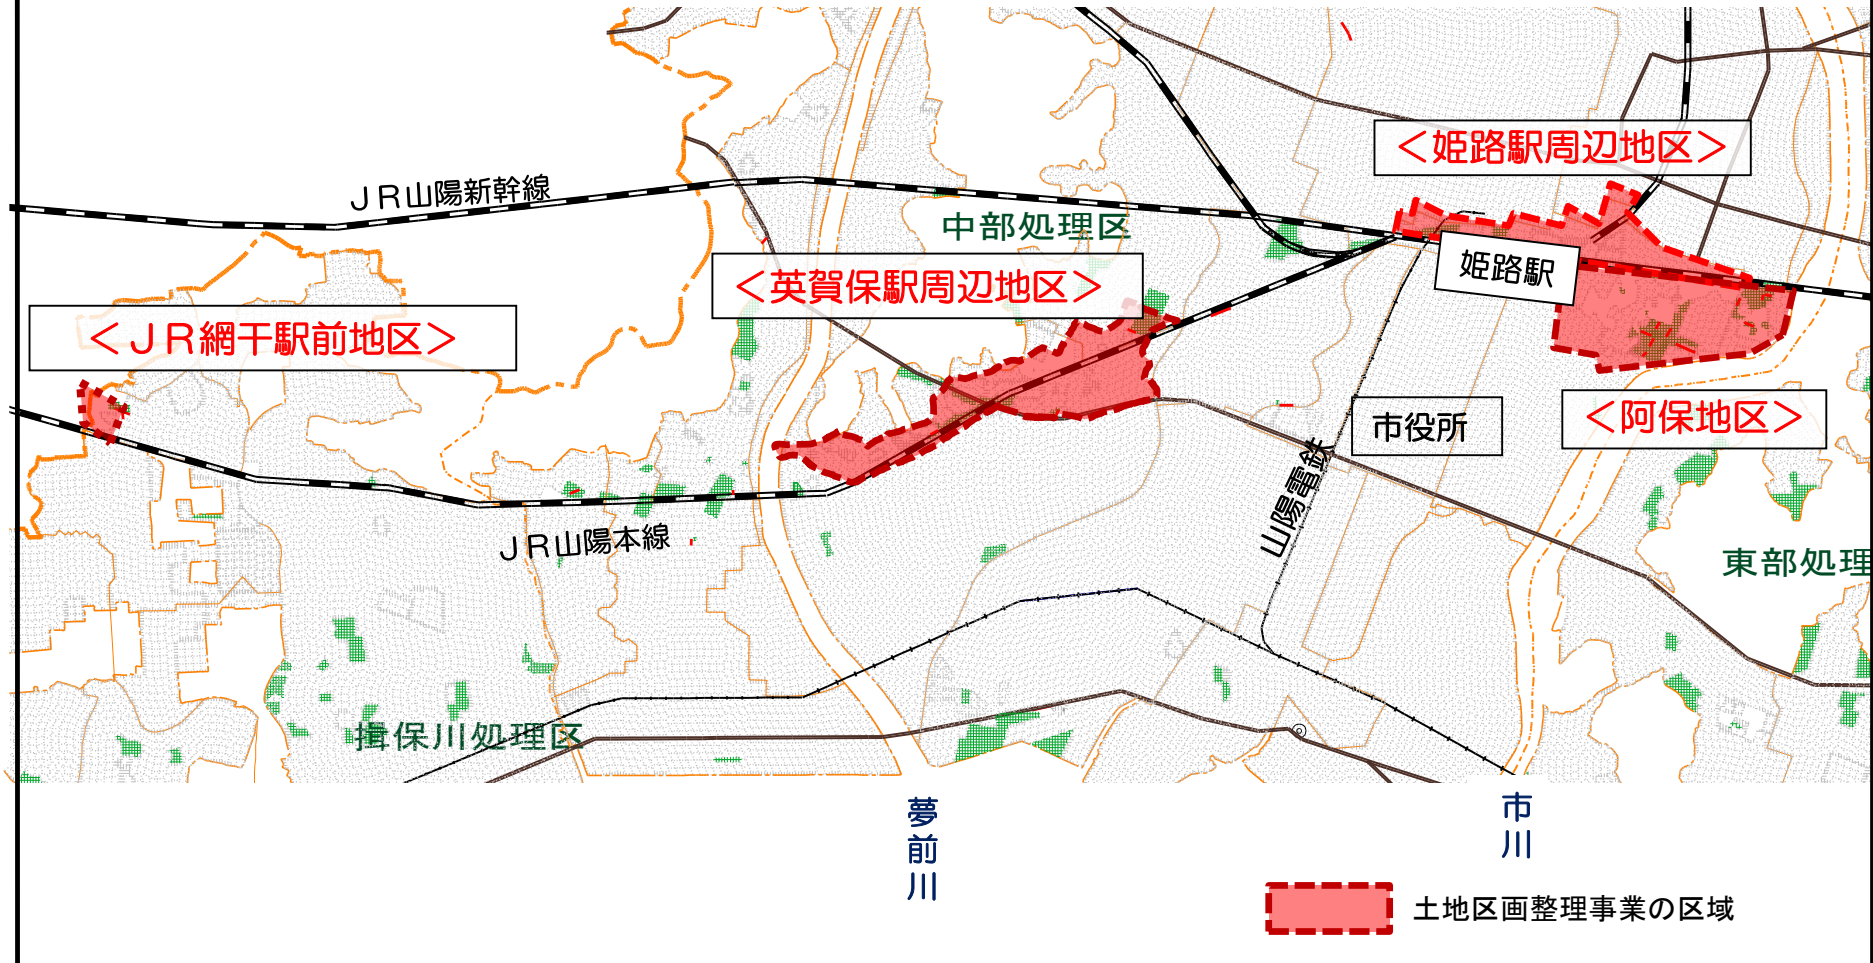 ＜姫路駅周辺地区＞
ＪＲ山陽新幹線
中部処理区
姫路駅
＜英賀保駅周辺地区＞
＜ＪＲ網干駅前地区＞
＜阿保地区＞
市役所
山陽電鉄
ＪＲ山陽本線
東部処理
揖保川処理区
夢前川
市川
土地区画整理事業の区域